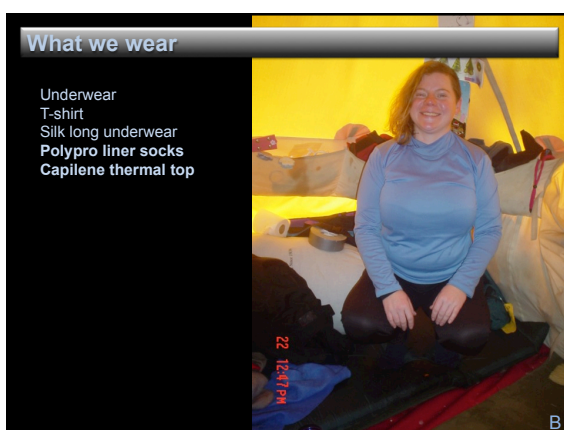 What we wear
Underwear
T-shirt
Silk long underwear
Polypro liner socks
Capilene thermal top
22 12:47PM
B